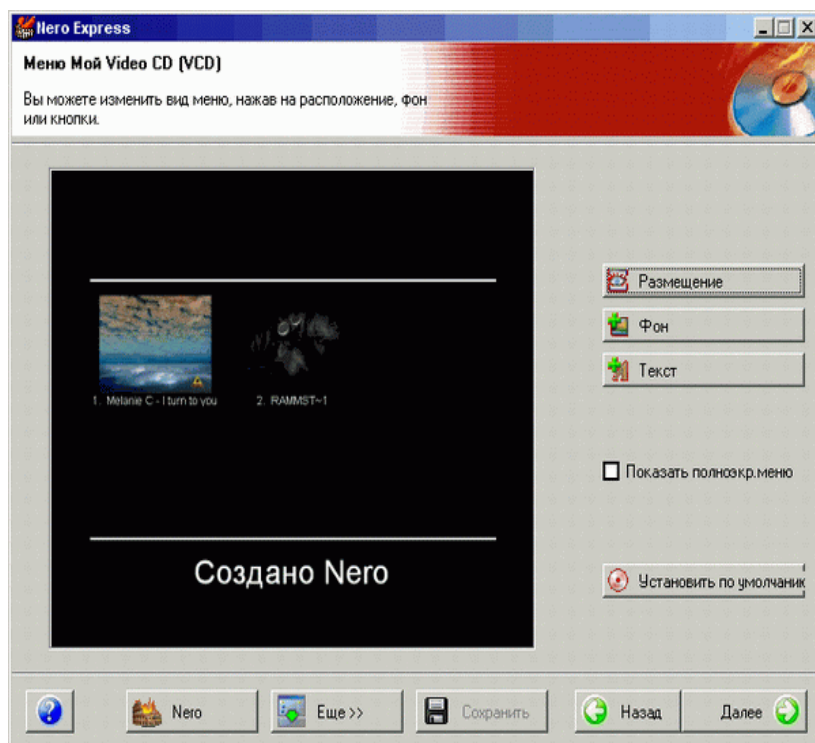 Nero Express
Меню Мой Video CD (VCD)
Вы можете изменить вид меню, нажав на расположение, фон
или кнопки.
Размещение
Фон
Текст
1. Melanie C - I turn to you
2. RAMMST~1
Показать полноэкр.меню
Создано Nero
Установить по умолчаник
Nero
Еще >>
Сохранить
Назад
Далее